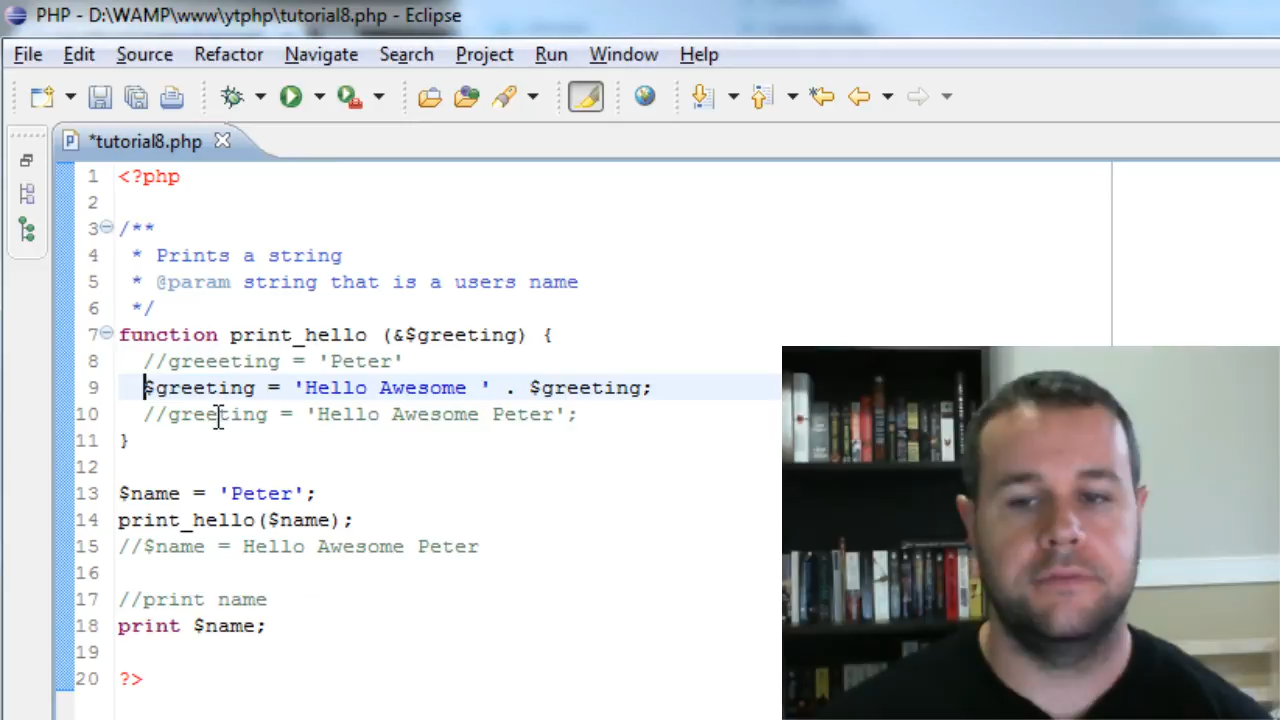 PHP - D:\WAMP\www\ytphp\tutorial8.php - Eclipse
File Edit Source Refactor Search Project Run Window Help
Navigate
*tutorial8.php
1 <?php
2
3 /**
4 * Prints a string
5 * @param string that is a users name
6 */
7 function print_hello (&$greeting) {
8 //greeeting = 'Peter'
9 $greeting = 'Hello Awesome ' . $greeting;
10 //greeting = 'Hello Awesome Peter';
11 }
12
13 $name = 'Peter';
14 print_hello($name);
15 //$name = Hello Awesome Peter
16
17 //print name
18 print $name;
19
20 ?>